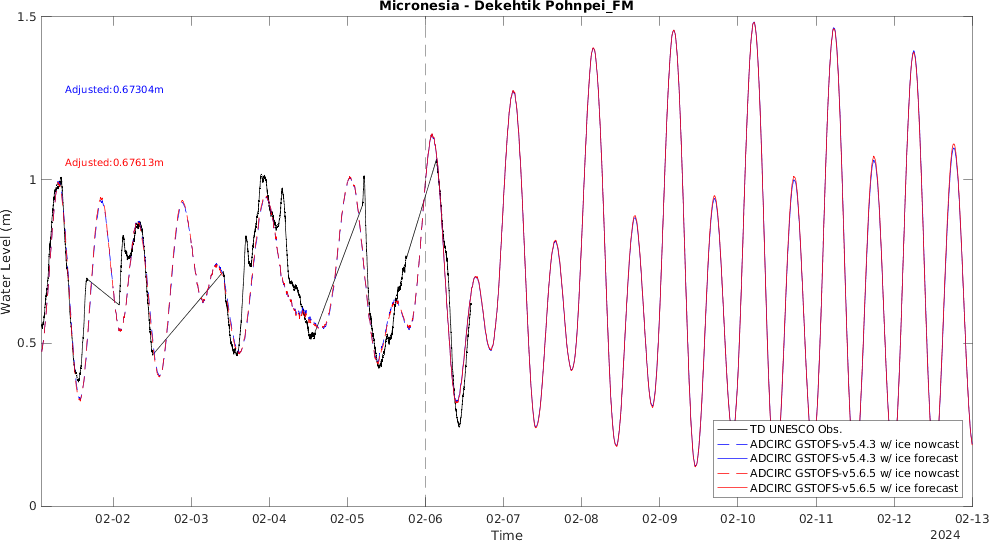 Micronesia - Dekehtik Pohnpei_FM
1.5
1
0.5
0
Water Level (m)
Adjusted:0.67304m
Adjusted:0.67613m
TD UNESCO Obs.
ADCIRC GSTOFS-v5.4.3 w/ ice nowcast
ADCIRC GSTOFS-v5.4.3 w/ ice forecast
ADCIRC GSTOFS-v5.6.5 w/ ice nowcast
ADCIRC GSTOFS-v5.6.5 w/ ice forecast
02-02 02-03 02-04 02-05 02-06 02-07 02-08 02-09 02-10 02-11 02-12 02-13
Time
2024